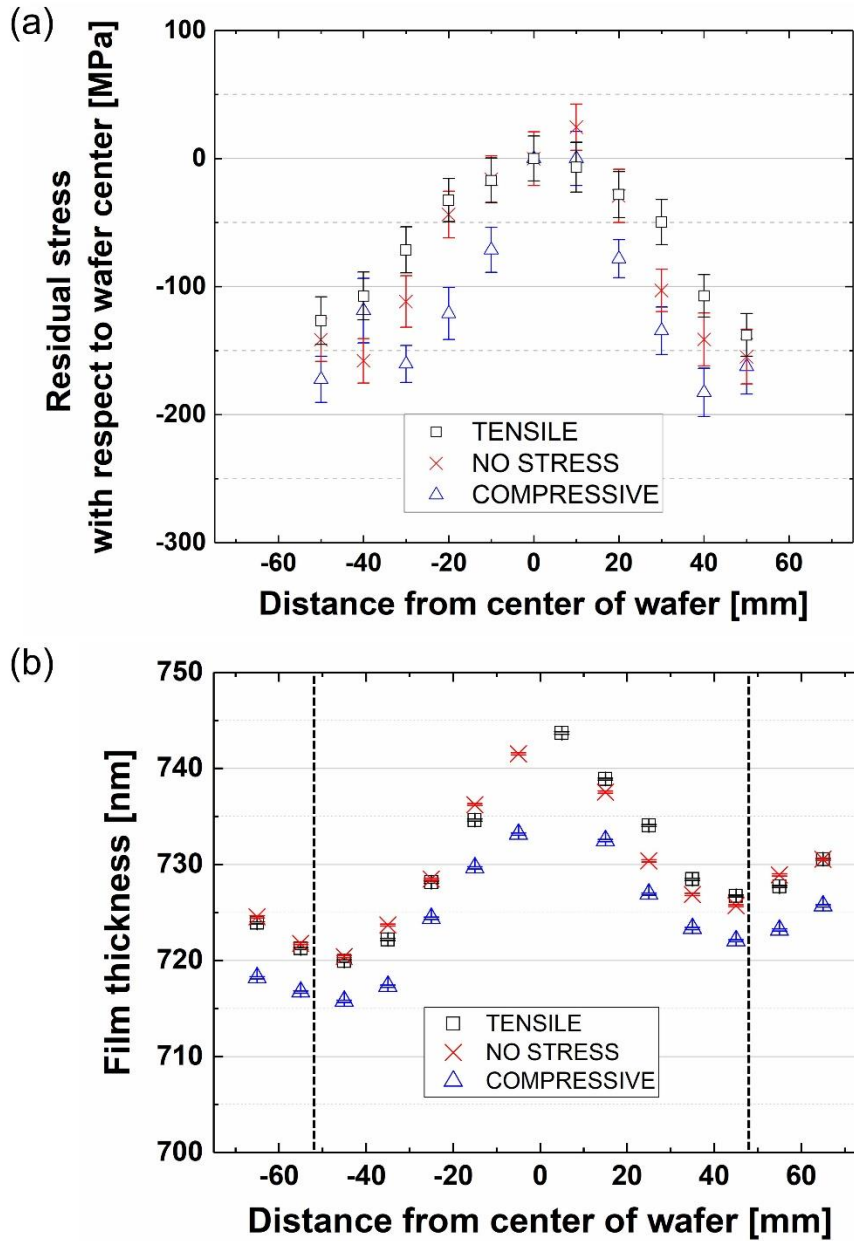 (a)
Residual stress
with respect to wafer center [MPa]
100
0
-100
-200
-300
TENSILE
NO STRESS
COMPRESSIVE
-60 -40 -20 0 20 40 60
Distance from center of wafer [mm]
(b)
Film thickness [nm]
750
740
730
720
710
700
TENSILE
NO STRESS
COMPRESSIVE
-60 -40 -20 0 20 40 60
Distance from center of wafer [mm]